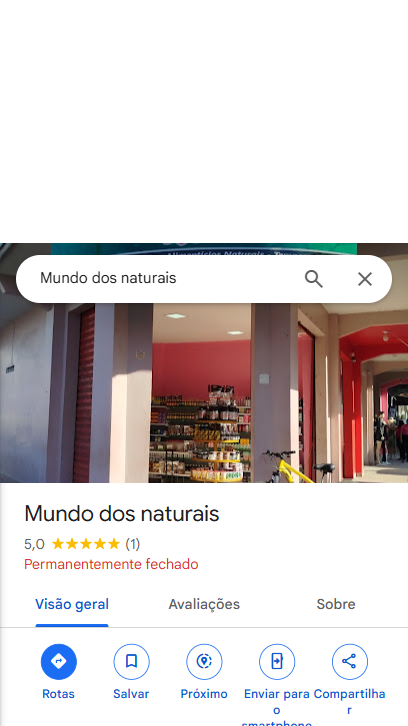 Alimentícios Naturais - 
Mundo dos naturais
Mundo dos naturais
5,0 ★★★★★ (1)
Permanentemente fechado
Visão geral Avaliações Sobre
Rotas Salvar Próximo Enviar para o smartphone Compartilhar